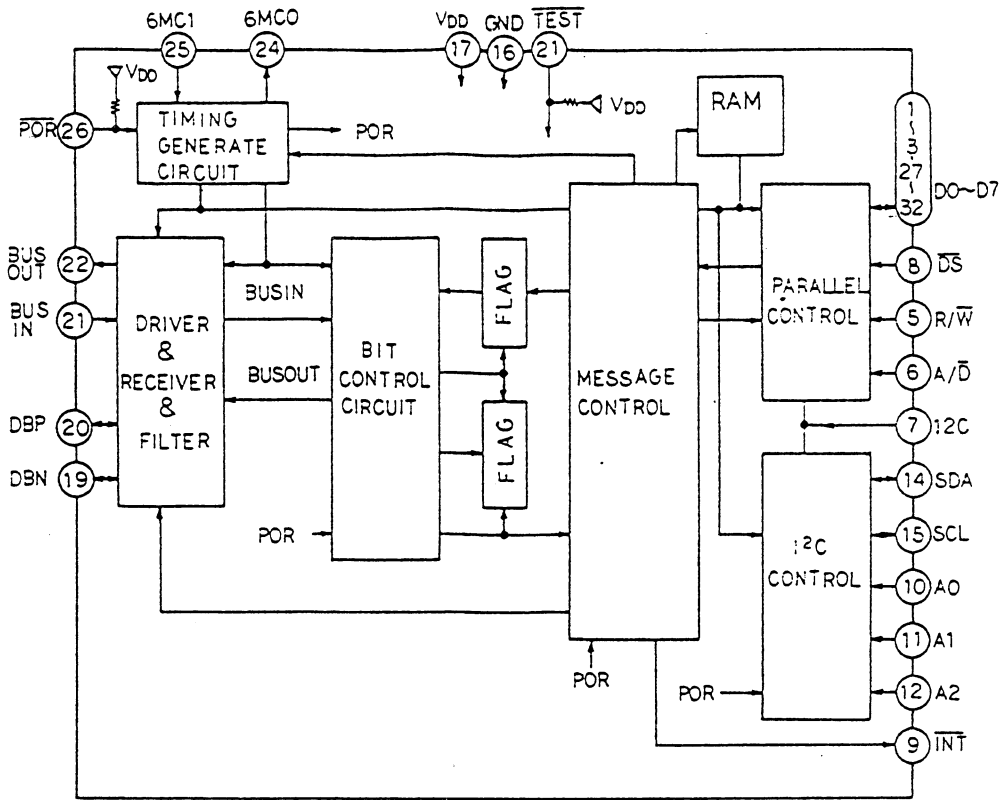 6MC1
6MC0
VDD
GND
TEST
25
24
17
16
21
VDD
POR
26
TIMING
GENERATE
CIRCUIT
POR
VDD
RAM
1
~
3
27
~
32
D0~D7
BUS
OUT
22
BUS
IN
21
DBP
20
DBN
19
DRIVER
&
RECEIVER
&
FILTER
BUSIN
BUSOUT
BIT
CONTROL
CIRCUIT
FLAG
FLAG
POR
MESSAGE
CONTROL
POR
PARALLEL
CONTROL
8
DS
5
R/W
6
A/D
7
12C
I²C
CONTROL
POR
14
SDA
15
SCL
10
A0
11
A1
12
A2
9
INT